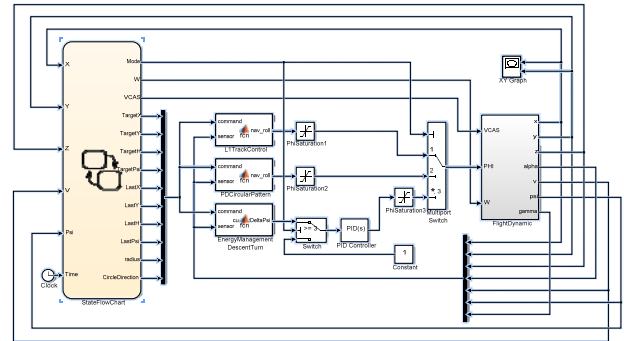 X
Y
Z
V
Psi
Time
Clock
StateFlowChart
Mode
W
VCAS
TargetX
TargetY
TargetH
TargetPsi
LastX
LastY
LastH
LastPsi
radius
CircleDirection
command
sensor
nav_roll
fcn
L1TrackControl
command
sensor
nav_roll
fcn
PDCircularPattern
command
sensor
DeltaPsi
fcn
EnergyManagement
DescentTurn
PhiSaturation1
PhiSaturation2
>= 3
Switch
PID(s)
PID Controller
1
Constant
PhiSaturation3
1
2
* 3
Multiport
Switch
XY Graph
VCAS
PHI
W
x
y
z
alpha
v
psi
gamma
FlightDynamic